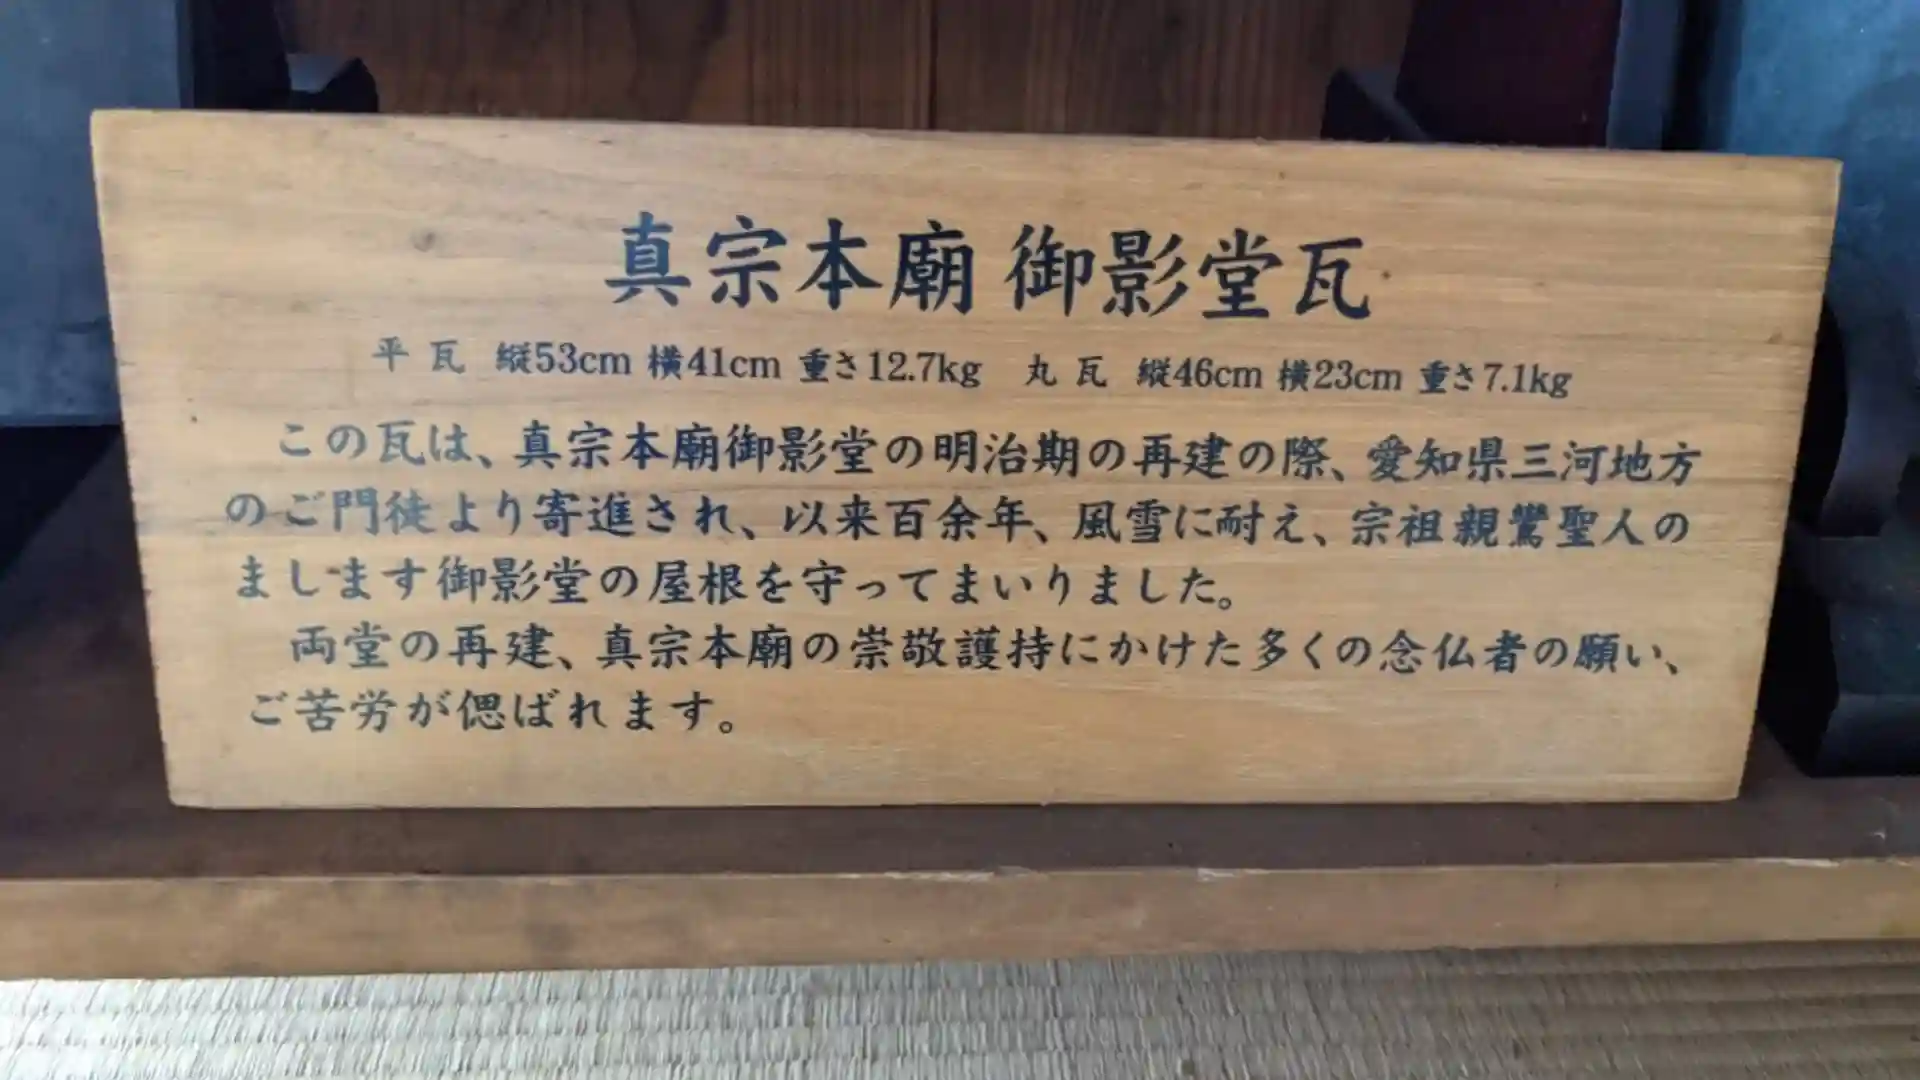 真宗本廟 御影堂瓦
平瓦 縦53cm 横41cm 重さ12.7kg 丸瓦 縦46cm 横23cm 重さ7.1kg
この瓦は、真宗本廟御影堂の明治期の再建の際、愛知県三河地方
のご門徒より寄進され、以来百余年、風雪に耐え、宗祖親鸞聖人の
まします御影堂の屋根を守ってまいりました。
両堂の再建、真宗本廟の崇敬護持にかけた多くの念仏者の願い、
ご苦労が偲ばれます。